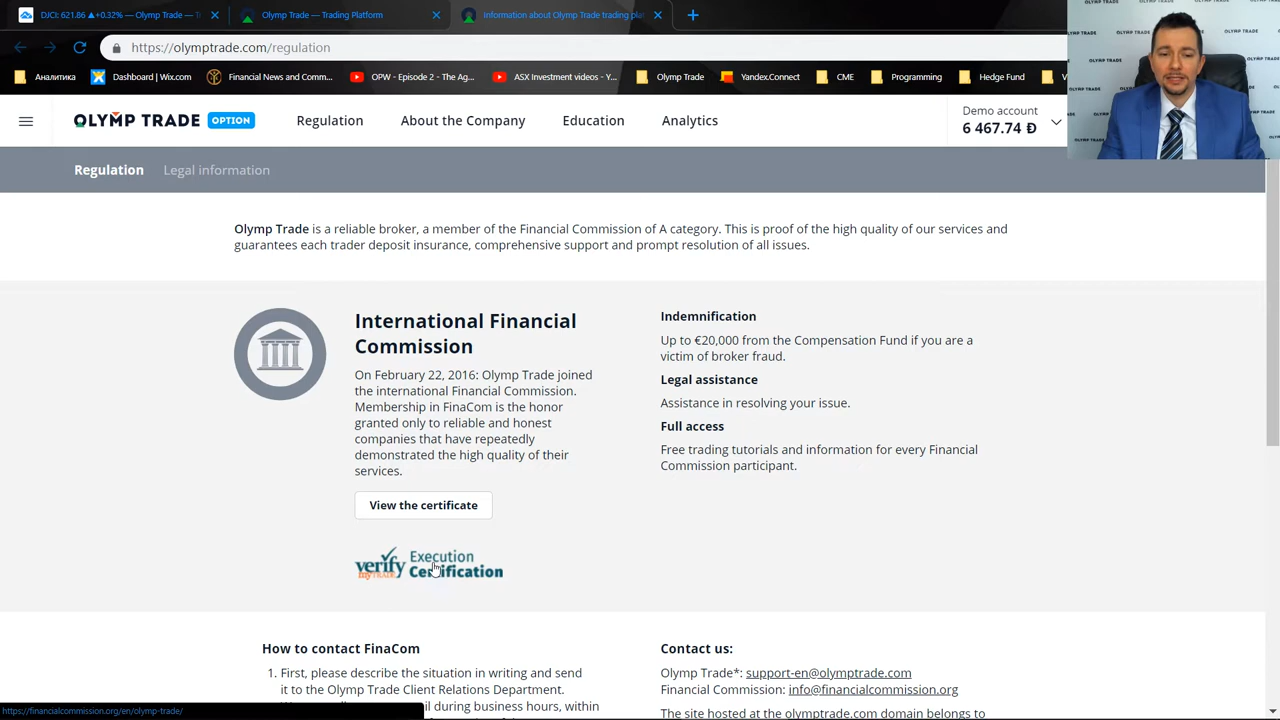 DJCI: 621.86 ▲+0.32% — Olymp Trade — T
Olymp Trade — Trading Platform
Information about Olymp Trade trading pla
https://olymptrade.com/regulation
Аналитика
Dashboard | Wix.com
Financial News and Comm...
OPW - Episode 2 - The Ag...
ASX Investment videos - Y...
Olymp Trade
Yandex.Connect
CME
Programming
Hedge Fund
OLYMP TRADE OPTION
Regulation
About the Company
Education
Analytics
Demo account
6 467.74 Đ
Regulation
Legal information
Olymp Trade is a reliable broker, a member of the Financial Commission of A category. This is proof of the high quality of our services and
guarantees each trader deposit insurance, comprehensive support and prompt resolution of all issues.
International Financial
Commission
On February 22, 2016: Olymp Trade joined
the international Financial Commission.
Membership in FinaCom is the honor
granted only to reliable and honest
companies that have repeatedly
demonstrated the high quality of their
services.
View the certificate
verify
my TRADE
Execution
Certification
Indemnification
Up to €20,000 from the Compensation Fund if you are a
victim of broker fraud.
Legal assistance
Assistance in resolving your issue.
Full access
Free trading tutorials and information for every Financial
Commission participant.
How to contact FinaCom
1. First, please describe the situation in writing and send
it to the Olymp Trade Client Relations Department.
il during business hours, within
Contact us:
Olymp Trade*: support-en@olymptrade.com
Financial Commission: info@financialcommission.org
The site hosted at the olymptrade.com domain belongs to
https://financialcommission.org/en/olymp-trade/